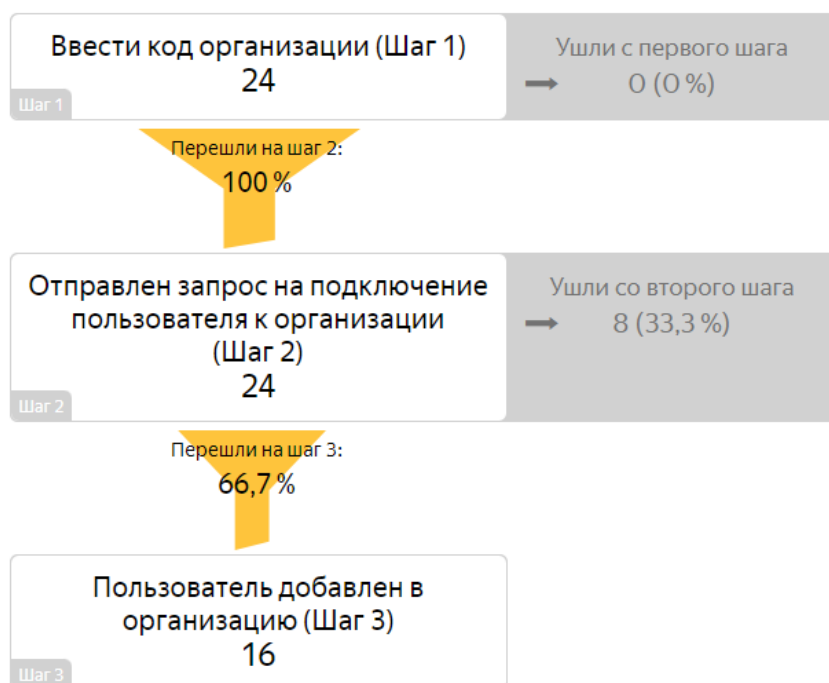 Ввести код организации (Шаг 1)
24
Шаг 1
Ушли с первого шага
0 (0 %)
Перешли на шаг 2:
100 %
Отправлен запрос на подключение
пользователя к организации
(Шаг 2)
24
Шаг 2
Ушли со второго шага
8 (33,3 %)
Перешли на шаг 3:
66,7 %
Пользователь добавлен в
организацию (Шаг 3)
16
Шаг 3